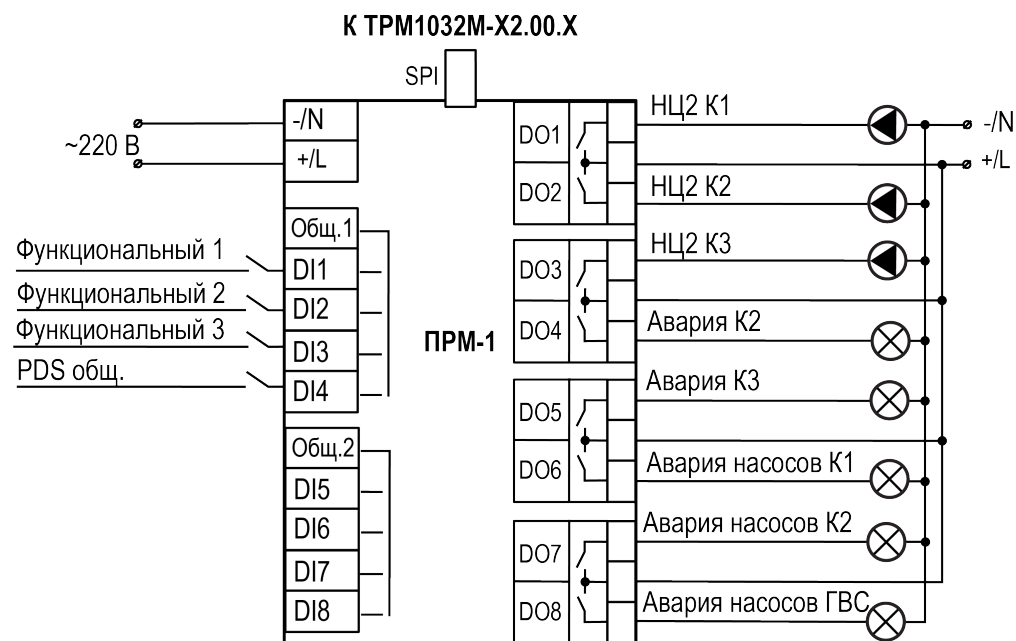 К ТРМ1032М-Х2.00.Х
SPI
~220 В
-/N
+/L
Общ.1
Функциональный 1
DI1
Функциональный 2
DI2
Функциональный 3
DI3
PDS общ.
DI4
Общ.2
DI5
DI6
DI7
DI8
ПРМ-1
DO1
НЦ2 К1
-/N
+/L
DO2
НЦ2 К2
DO3
НЦ2 К3
DO4
Авария К2
DO5
Авария К3
DO6
Авария насосов К1
DO7
Авария насосов К2
DO8
Авария насосов ГВС